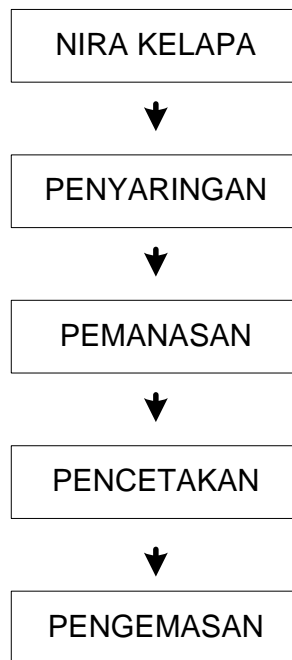 NIRA KELAPA
PENYARINGAN
PEMANASAN
PENCETAKAN
PENGEMASAN